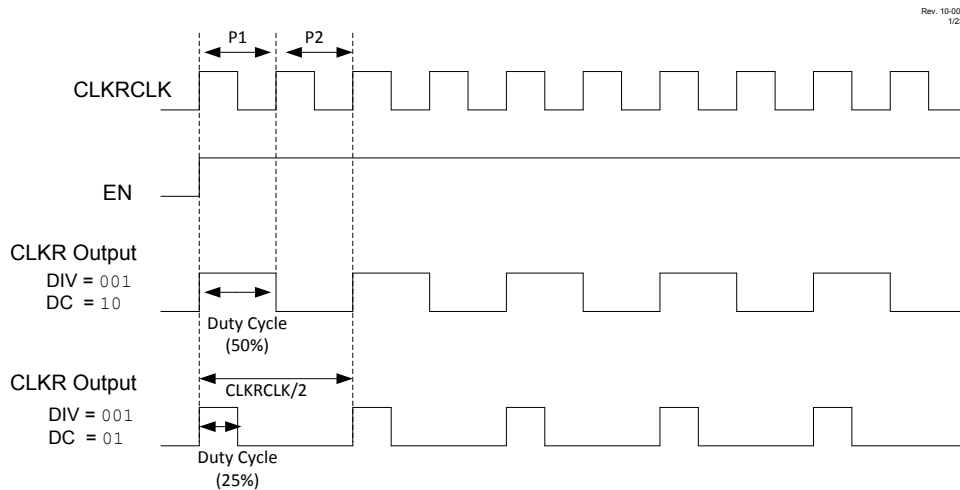 Rev. 10-00
1/23
P1
P2
CLKRCLK
EN
CLKR Output
DIV = 001
DC = 10
Duty Cycle
(50%)
CLKR Output
CLKRCLK/2
DIV = 001
DC = 01
Duty Cycle
(25%)